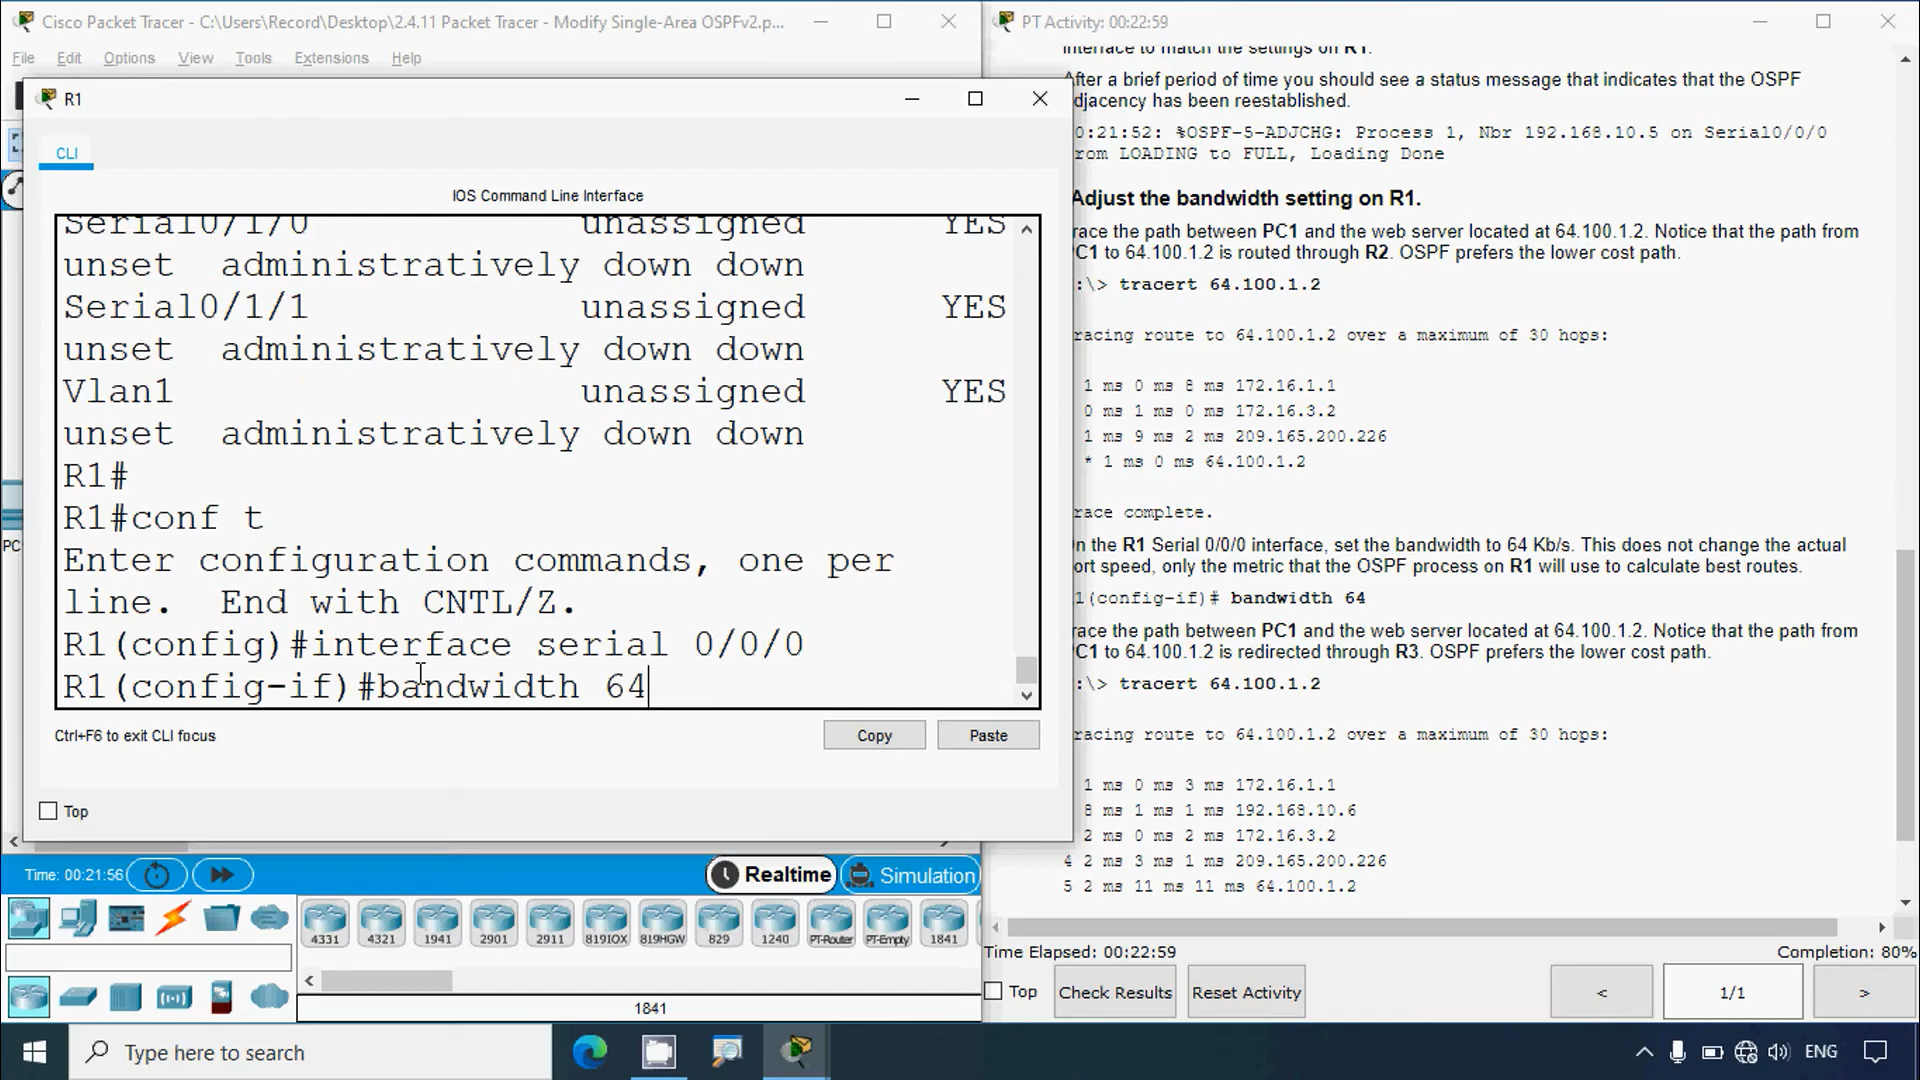 Cisco Packet Tracer - C:\Users\Record\Desktop\2.4.11 Packet Tracer - Modify Single-Area OSPFv2.p...
File Edit Options View Tools Extensions Help
R1
CLI
IOS Command Line Interface
Serial0/1/0 unassigned YES
unset administratively down down
Serial0/1/1 unassigned YES
unset administratively down down
Vlan1 unassigned YES
unset administratively down down
R1#
R1#conf t
Enter configuration commands, one per
line. End with CNTL/Z.
R1(config)#interface serial 0/0/0
R1(config-if)#bandwidth 64
Ctrl+F6 to exit CLI focus
Copy
Paste
Top
PC
Time: 00:21:56
Realtime
Simulation
4331 4321 1941 2901 2911 819IOX 819HGW 829 1240 PT-Router PT-Empty 1841
1841
PT Activity: 00:22:59
interface to match the settings on R1.
After a brief period of time you should see a status message that indicates that the OSPF
djacency has been reestablished.
0:21:52: %OSPF-5-ADJCHG: Process 1, Nbr 192.168.10.5 on Serial0/0/0
rom LOADING to FULL, Loading Done
Adjust the bandwidth setting on R1.
race the path between PC1 and the web server located at 64.100.1.2. Notice that the path from
C1 to 64.100.1.2 is routed through R2. OSPF prefers the lower cost path.
:\> tracert 64.100.1.2
racing route to 64.100.1.2 over a maximum of 30 hops:
1 ms 0 ms 8 ms 172.16.1.1
0 ms 1 ms 0 ms 172.16.3.2
1 ms 9 ms 2 ms 209.165.200.226
* 1 ms 0 ms 64.100.1.2
race complete.
n the R1 Serial 0/0/0 interface, set the bandwidth to 64 Kb/s. This does not change the actual
ort speed, only the metric that the OSPF process on R1 will use to calculate best routes.
1(config-if)# bandwidth 64
race the path between PC1 and the web server located at 64.100.1.2. Notice that the path from
C1 to 64.100.1.2 is redirected through R3. OSPF prefers the lower cost path.
:\> tracert 64.100.1.2
racing route to 64.100.1.2 over a maximum of 30 hops:
1 ms 0 ms 3 ms 172.16.1.1
8 ms 1 ms 1 ms 192.168.10.6
2 ms 0 ms 2 ms 172.16.3.2
4 2 ms 3 ms 1 ms 209.165.200.226
5 2 ms 11 ms 11 ms 64.100.1.2
Time Elapsed: 00:22:59 Completion: 80%
Top
Check Results
Reset Activity
<
1/1
>
Type here to search
ENG